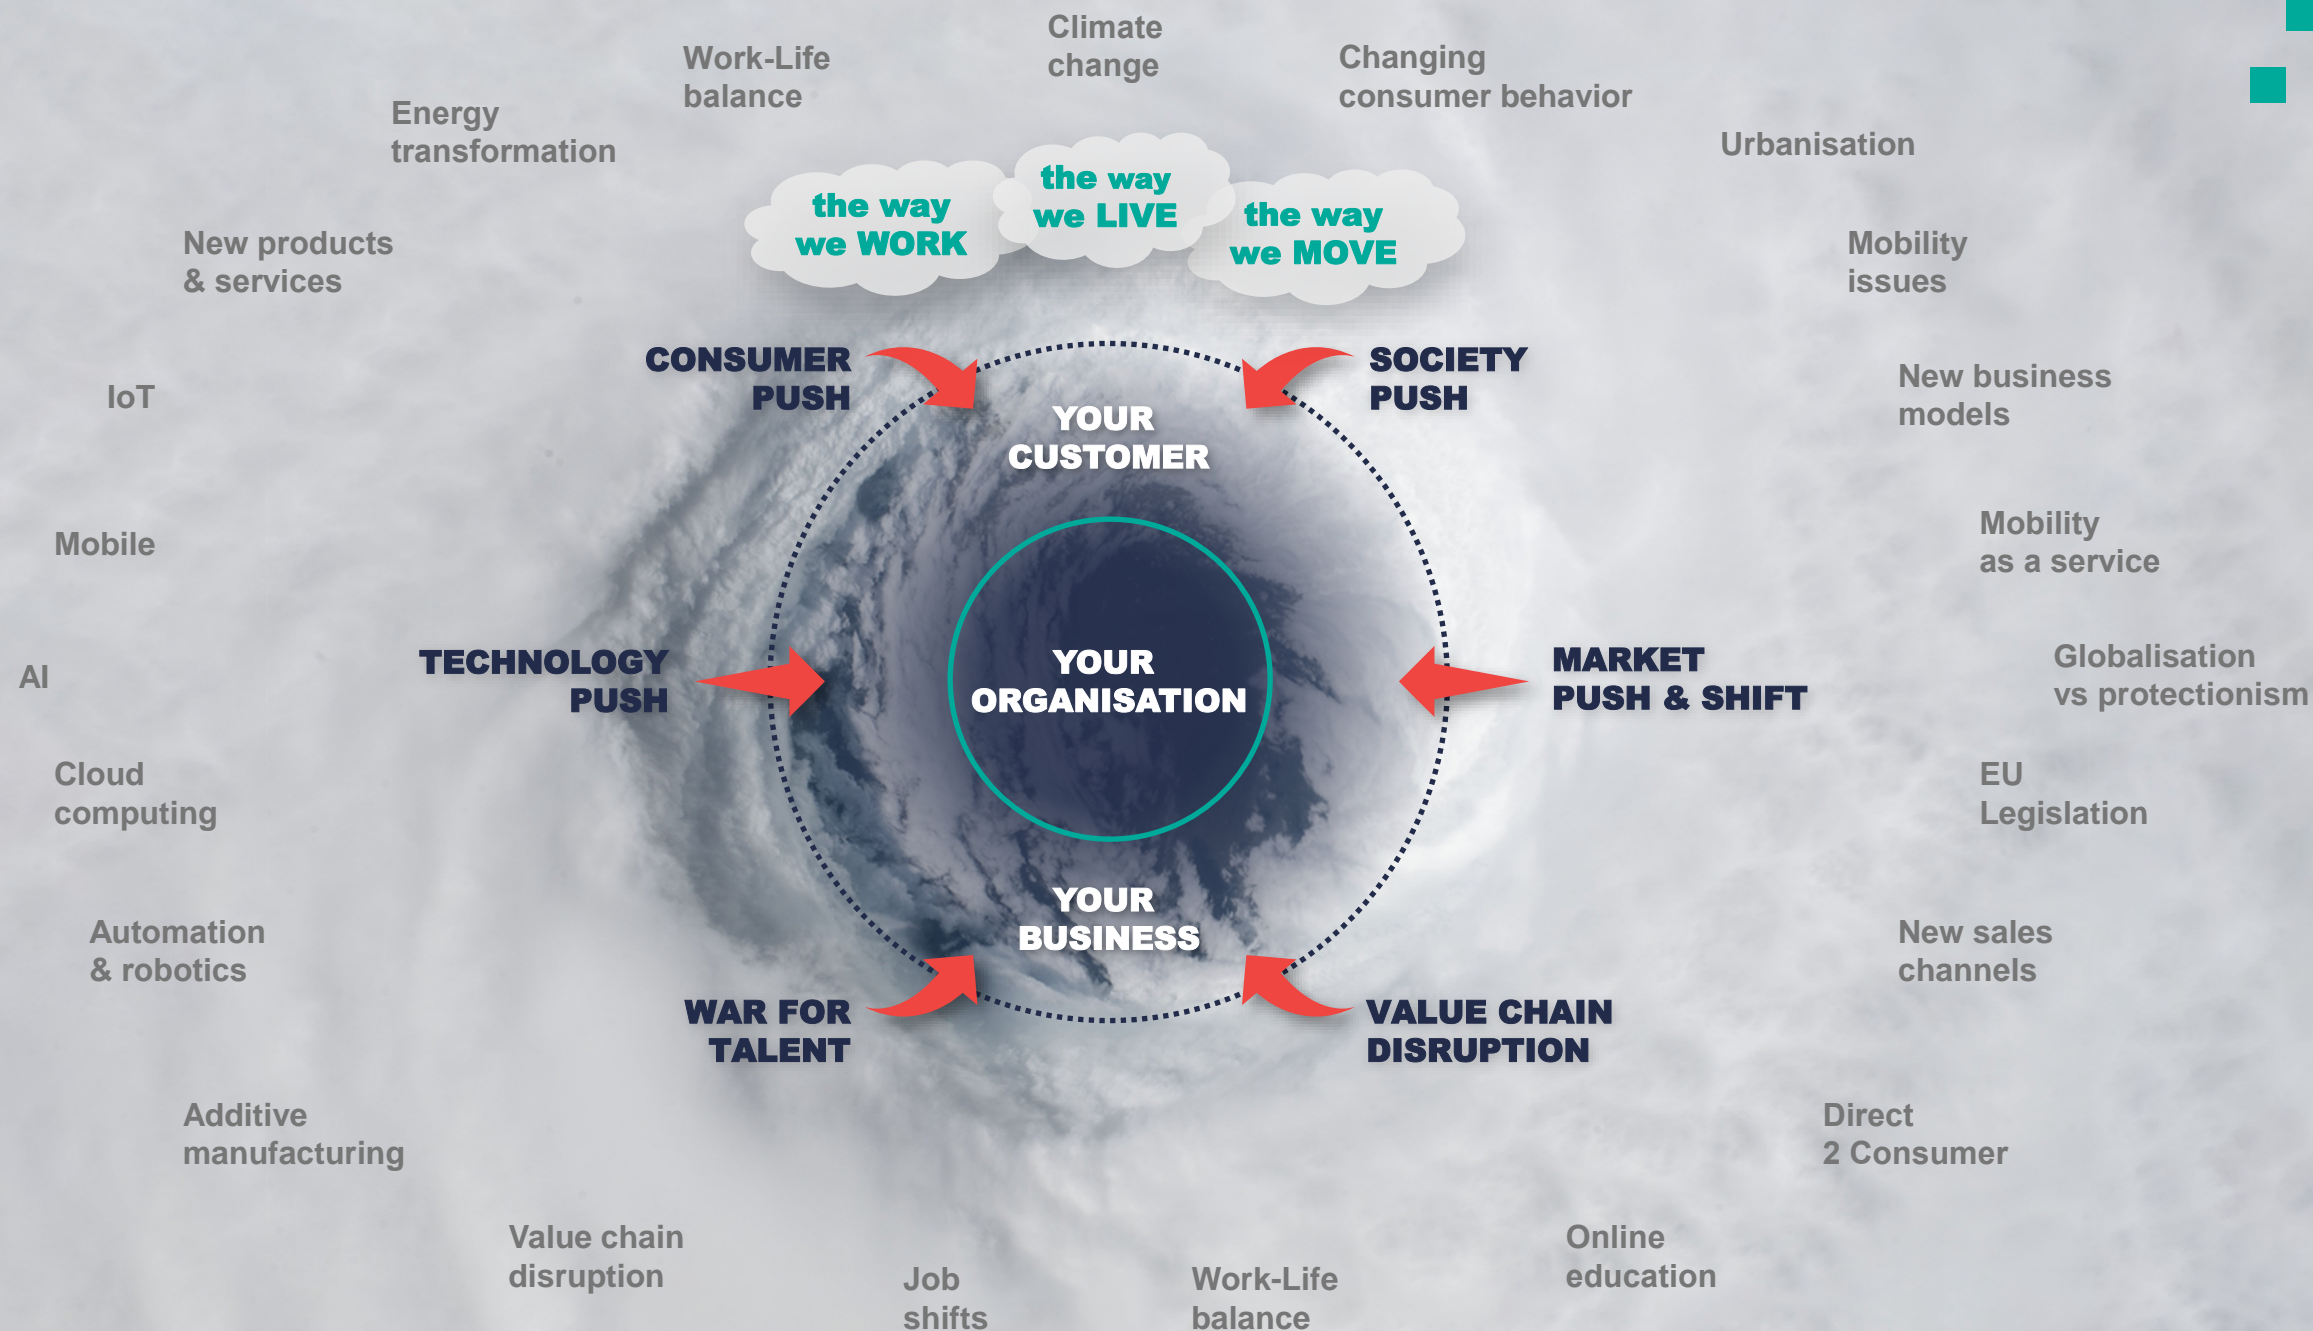 Climate
change
Work-Life
balance
Changing
consumer behavior
Energy
transformation
Urbanisation
the way
we WORK
the way
we LIVE
the way
we MOVE
New products
& services
Mobility
issues
CONSUMER
PUSH
SOCIETY
PUSH
IoT
New business
models
YOUR
CUSTOMER
Mobile
Mobility
as a service
AI
TECHNOLOGY
PUSH
YOUR
ORGANISATION
MARKET
PUSH & SHIFT
Globalisation
vs protectionism
Cloud
computing
EU
Legislation
YOUR
BUSINESS
Automation
& robotics
New sales
channels
WAR FOR
TALENT
VALUE CHAIN
DISRUPTION
Additive
manufacturing
Direct
2 Consumer
Value chain
disruption
Job
shifts
Work-Life
balance
Online
education